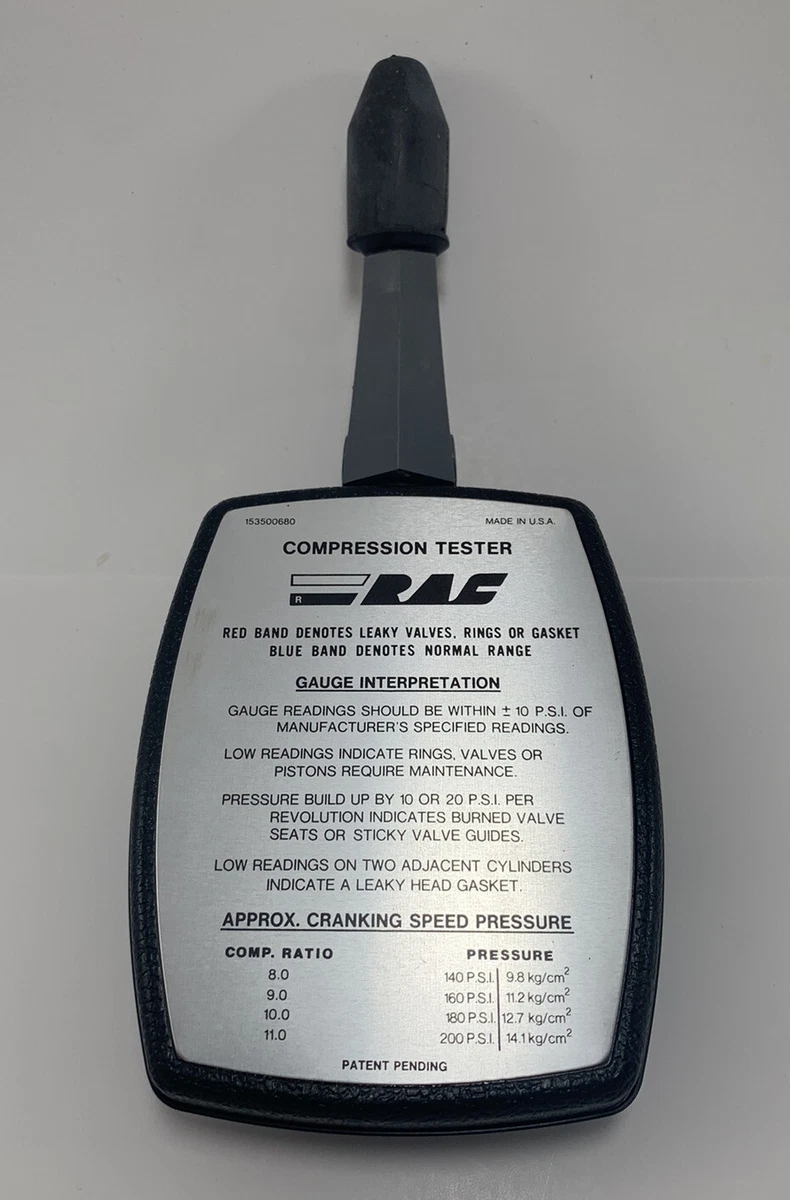 153500680 MADE IN U.S.A.
COMPRESSION TESTER
R RAC
RED BAND DENOTES LEAKY VALVES, RINGS OR GASKET
BLUE BAND DENOTES NORMAL RANGE
GAUGE INTERPRETATION
GAUGE READINGS SHOULD BE WITHIN ± 10 P.S.I. OF
MANUFACTURER'S SPECIFIED READINGS.
LOW READINGS INDICATE RINGS, VALVES OR
PISTONS REQUIRE MAINTENANCE.
PRESSURE BUILD UP BY 10 OR 20 P.S.I. PER
REVOLUTION INDICATES BURNED VALVE
SEATS OR STICKY VALVE GUIDES.
LOW READINGS ON TWO ADJACENT CYLINDERS
INDICATE A LEAKY HEAD GASKET.
APPROX. CRANKING SPEED PRESSURE
COMP. RATIO PRESSURE
8.0 140 P.S.I. 9.8 kg/cm²
9.0 160 P.S.I. 11.2 kg/cm²
10.0 180 P.S.I. 12.7 kg/cm²
11.0 200 P.S.I. 14.1 kg/cm²
PATENT PENDING